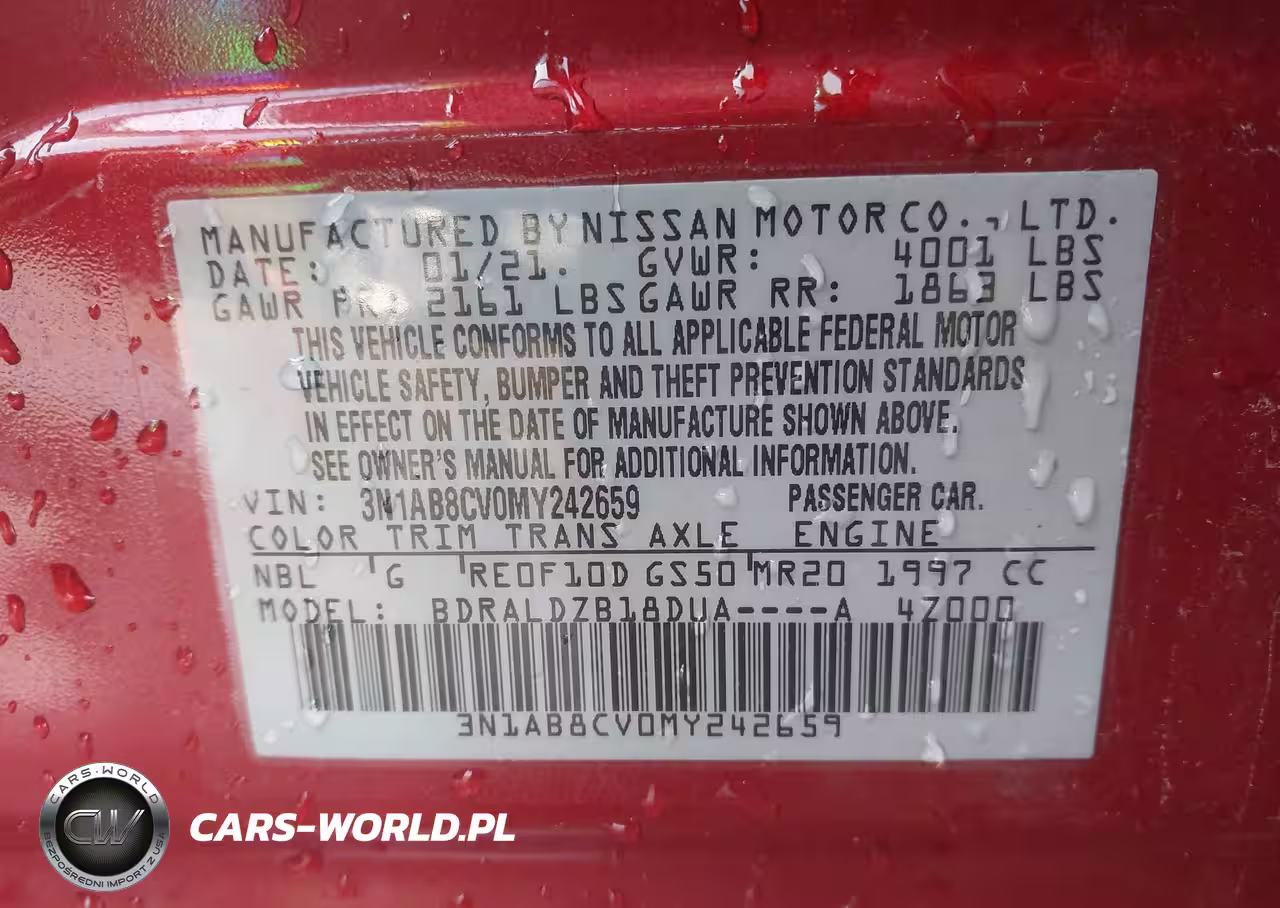 MANUFACTURED BY NISSAN MOTOR CO., LTD.
DATE: 01/21. GVWR: 4001 LBS
GAWR FR: 2161 LBS GAWR RR: 1863 LBS
THIS VEHICLE CONFORMS TO ALL APPLICABLE FEDERAL MOTOR
VEHICLE SAFETY, BUMPER AND THEFT PREVENTION STANDARDS
IN EFFECT ON THE DATE OF MANUFACTURE SHOWN ABOVE.
SEE OWNER'S MANUAL FOR ADDITIONAL INFORMATION.
VIN: 3N1AB8CV0MY242659 PASSENGER CAR.
COLOR TRIM TRANS AXLE ENGINE
NBL G RE0F10D GS50 MR20 1997 CC
MODEL: BDRALDZB18DUA----A 4Z000
3N1AB8CV0MY242659
CARS-WORLD
CW
BEZPOŚREDNI IMPORT Z USA
CARS-WORLD.PL